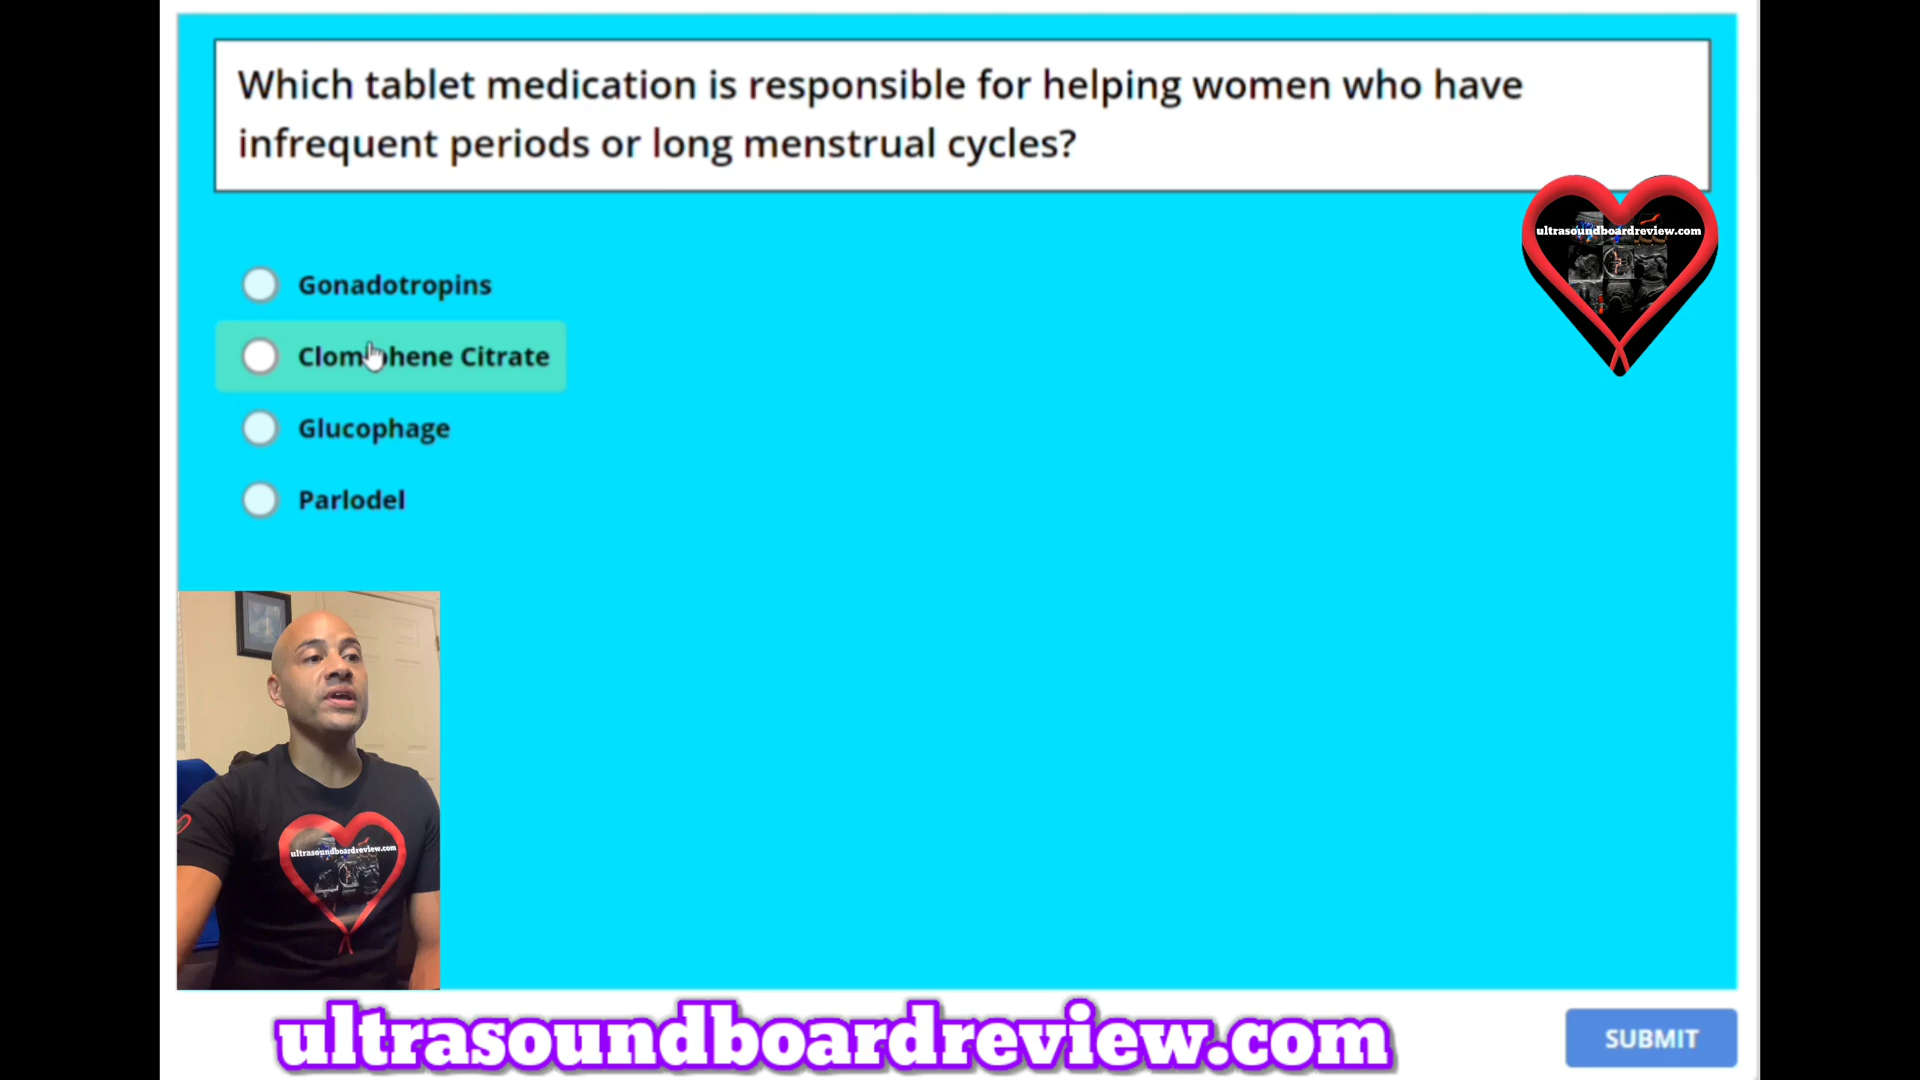 Which tablet medication is responsible for helping women who have
infrequent periods or long menstrual cycles?
ultrasoundboardreview.com
Gonadotropins
Clomiphene Citrate
Glucophage
Parlodel
ultrasoundboardreview.com
ultrasoundboardreview.com
SUBMIT